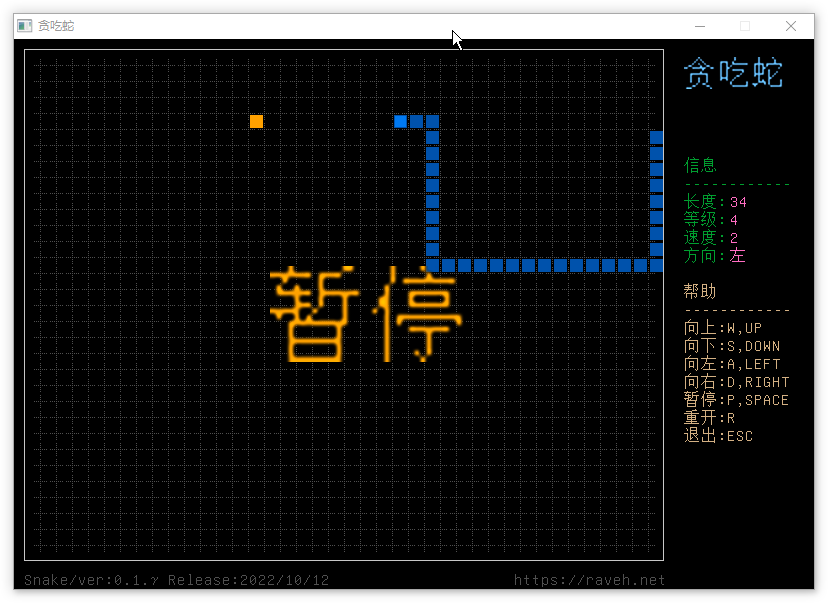 贪吃蛇
贪吃蛇
信息
------------
长度:34
等级:4
速度:2
方向:左
帮助
------------
向上:W,UP
向下:S,DOWN
向左:A,LEFT
向右:D,RIGHT
暂停:P,SPACE
重开:R
退出:ESC
暂停
Snake/ver:0.1.γ Release:2022/10/12
https://raveh.net